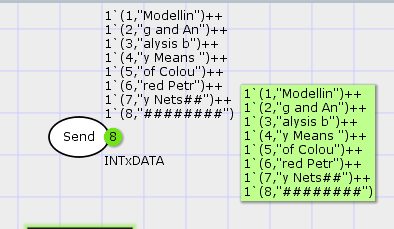 1`(1,"Modellin")++
1`(2,"g and An")++
1`(3,"alysis b")++
1`(4,"y Means ")++
1`(5,"of Colou")++
1`(6,"red Petr")++
1`(7,"y Nets##")++
1`(8,"########")
Send
8
INTxDATA
1`(1,"Modellin")++
1`(2,"g and An")++
1`(3,"alysis b")++
1`(4,"y Means ")++
1`(5,"of Colou")++
1`(6,"red Petr")++
1`(7,"y Nets##")++
1`(8,"########")